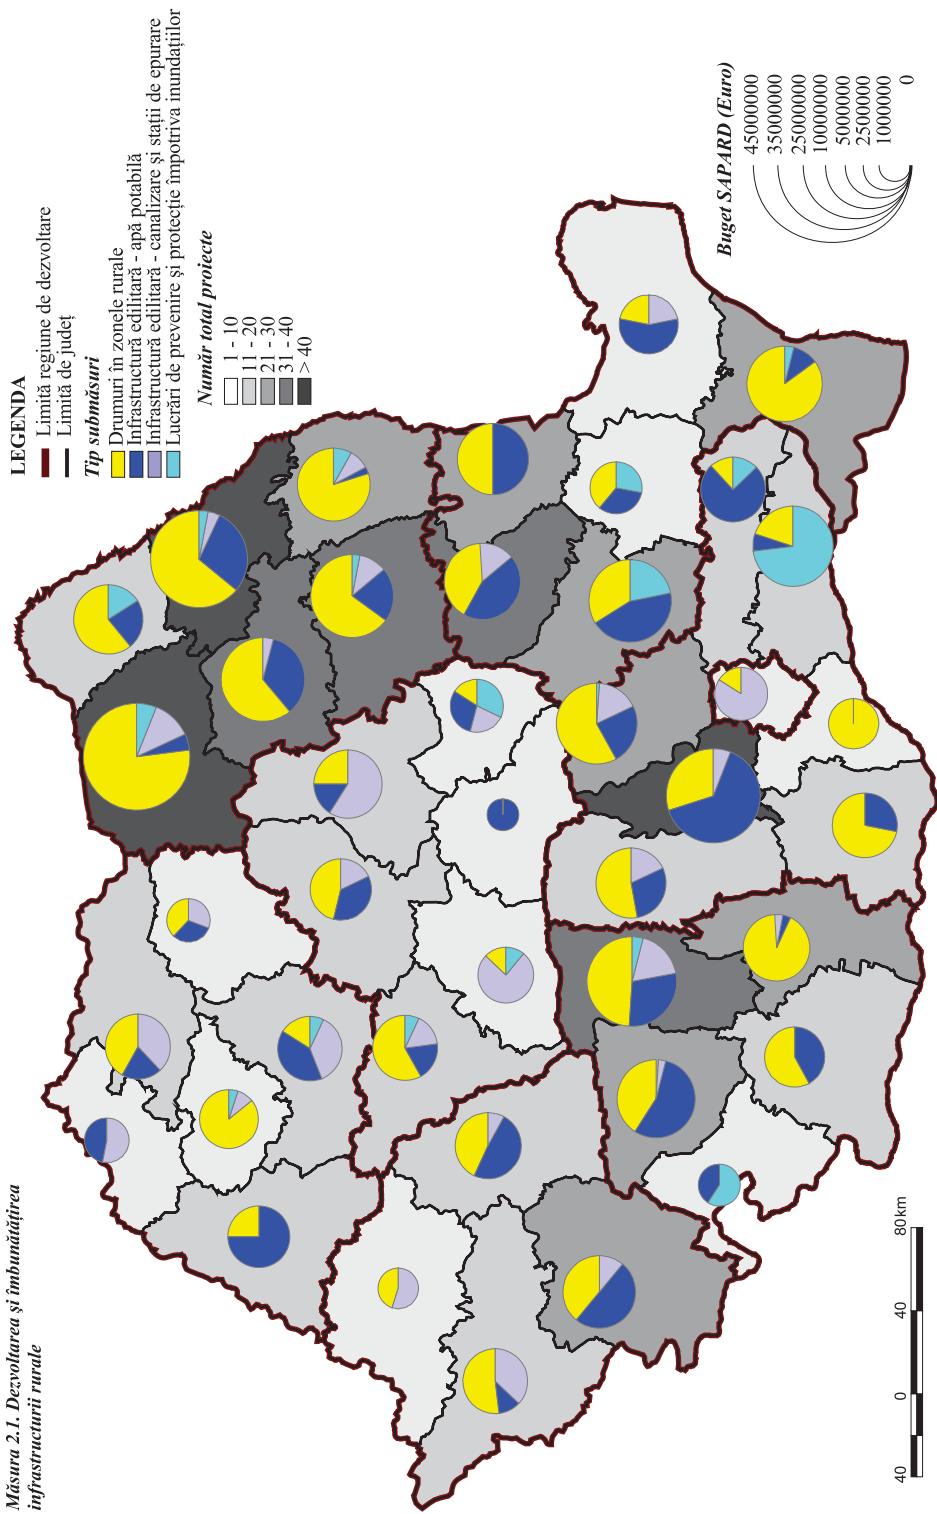 Măsura 2.1. Dezvoltarea și îmbunătățirea
infrastructurii rurale
LEGENDA
Limită regiune de dezvoltare
Limită de județ
Tip submăsuri
Drumuri în zonele rurale
Infrastructură edilitară - apă potabilă
Infrastructură edilitară - canalizare și stații de epurare
Lucrări de prevenire și protecție împotriva inundațiilor
Număr total proiecte
1 - 10
11 - 20
21 - 30
31 - 40
> 40
Buget SAPARD (Euro)
45000000
35000000
25000000
10000000
5000000
2500000
1000000
0
40 0 40 80 km